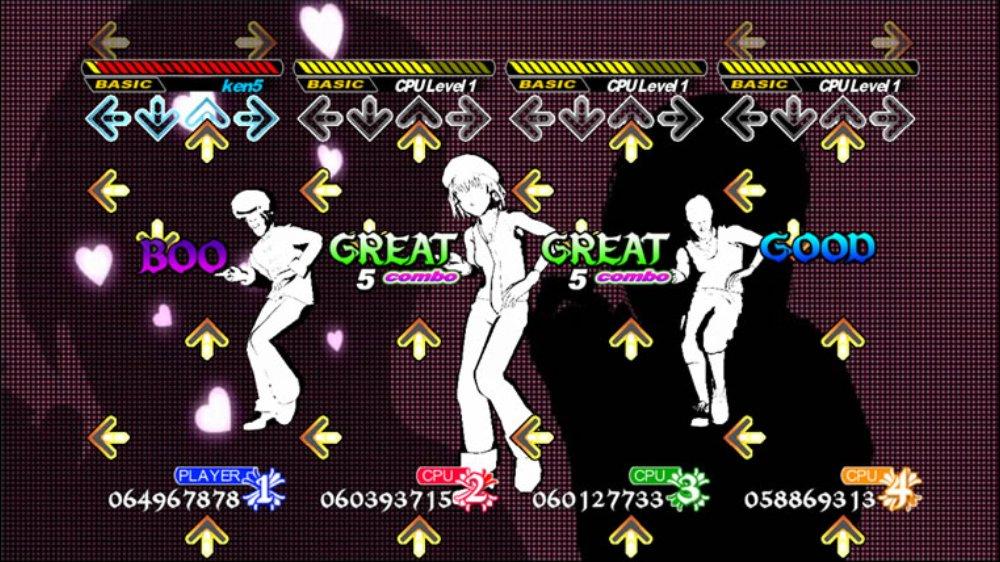 BASIC ken5
BASIC CPU Level 1
BASIC CPU Level 1
BASIC CPU Level 1
BOO
GREAT
5 combo
GREAT
5 combo
GOOD
PLAYER 1
064967878
CPU 2
060393715
CPU 3
060127733
CPU 4
058869313